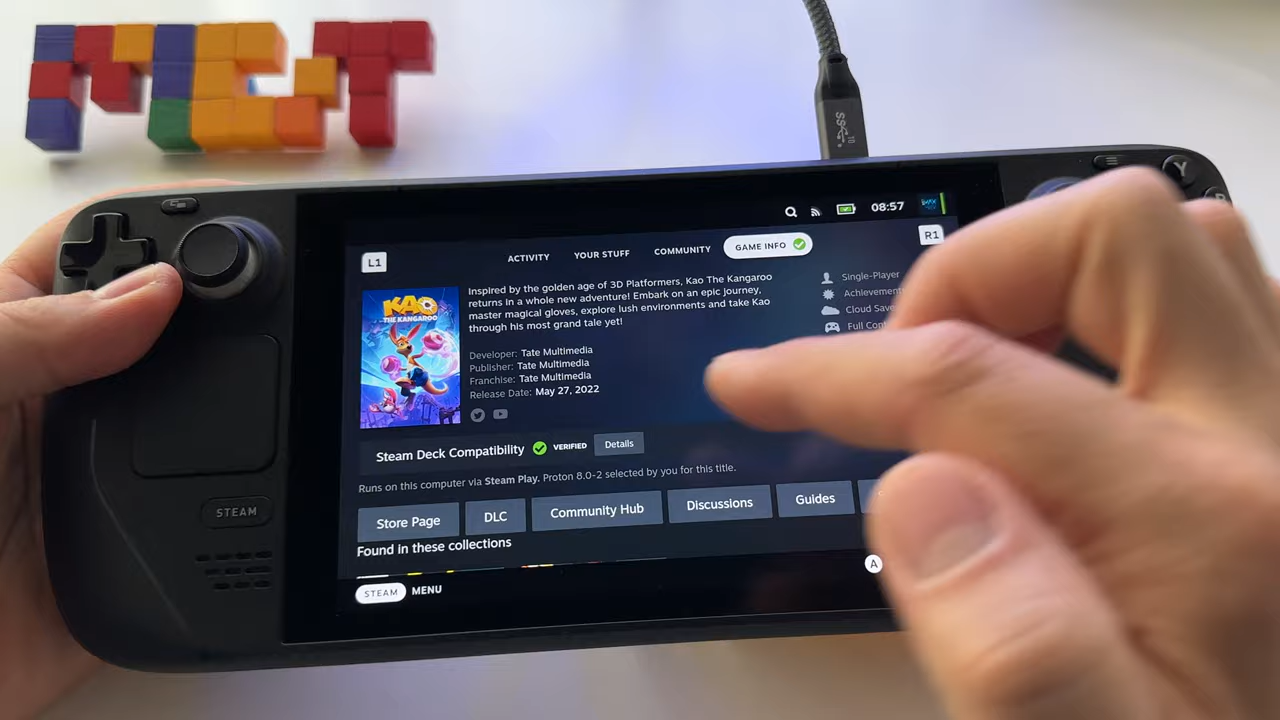 SS 10
Y
08:57
L1
ACTIVITY
YOUR STUFF
COMMUNITY
GAME INFO
R1
KAO
THE KANGAROO
Inspired by the golden age of 3D Platformers, Kao The Kangaroo
returns in a whole new adventure! Embark on an epic journey,
master magical gloves, explore lush environments and take Kao
through his most grand tale yet!
Single-Player
Achievements
Cloud Save
Full Cont
Developer: Tate Multimedia
Publisher: Tate Multimedia
Franchise: Tate Multimedia
Release Date: May 27, 2022
Steam Deck Compatibility VERIFIED Details
Runs on this computer via Steam Play. Proton 8.0-2 selected by you for this title.
Store Page
DLC
Community Hub
Discussions
Guides
Found in these collections
STEAM MENU
A
STEAM